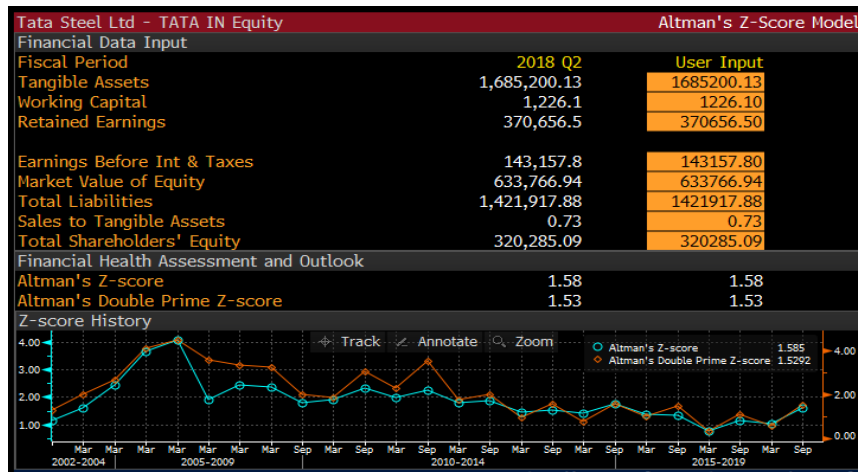 Tata Steel Ltd - TATA IN Equity Altman's Z-Score Model
Financial Data Input
Fiscal Period 2018 Q2 User Input
Tangible Assets 1,685,200.13 1685200.13
Working Capital 1,226.1 1226.10
Retained Earnings 370,656.5 370656.50
Earnings Before Int & Taxes 143,157.8 143157.80
Market Value of Equity 633,766.94 633766.94
Total Liabilities 1,421,917.88 1421917.88
Sales to Tangible Assets 0.73 0.73
Total Shareholders' Equity 320,285.09 320285.09
Financial Health Assessment and Outlook
Altman's Z-score 1.58 1.58
Altman's Double Prime Z-score 1.53 1.53
Z-score History
Track Annotate Zoom
Altman's Z-score 1.585
Altman's Double Prime Z-score 1.5292
4.00 4.00
3.00
2.00 2.00
1.00
0.00
Mar Mar Mar Mar Mar Mar Mar Sep Mar Sep Mar Sep Mar Sep Mar Sep Mar Sep Mar Sep Mar Sep Mar Sep
2002-2004 2005-2009 2010-2014 2015-2019